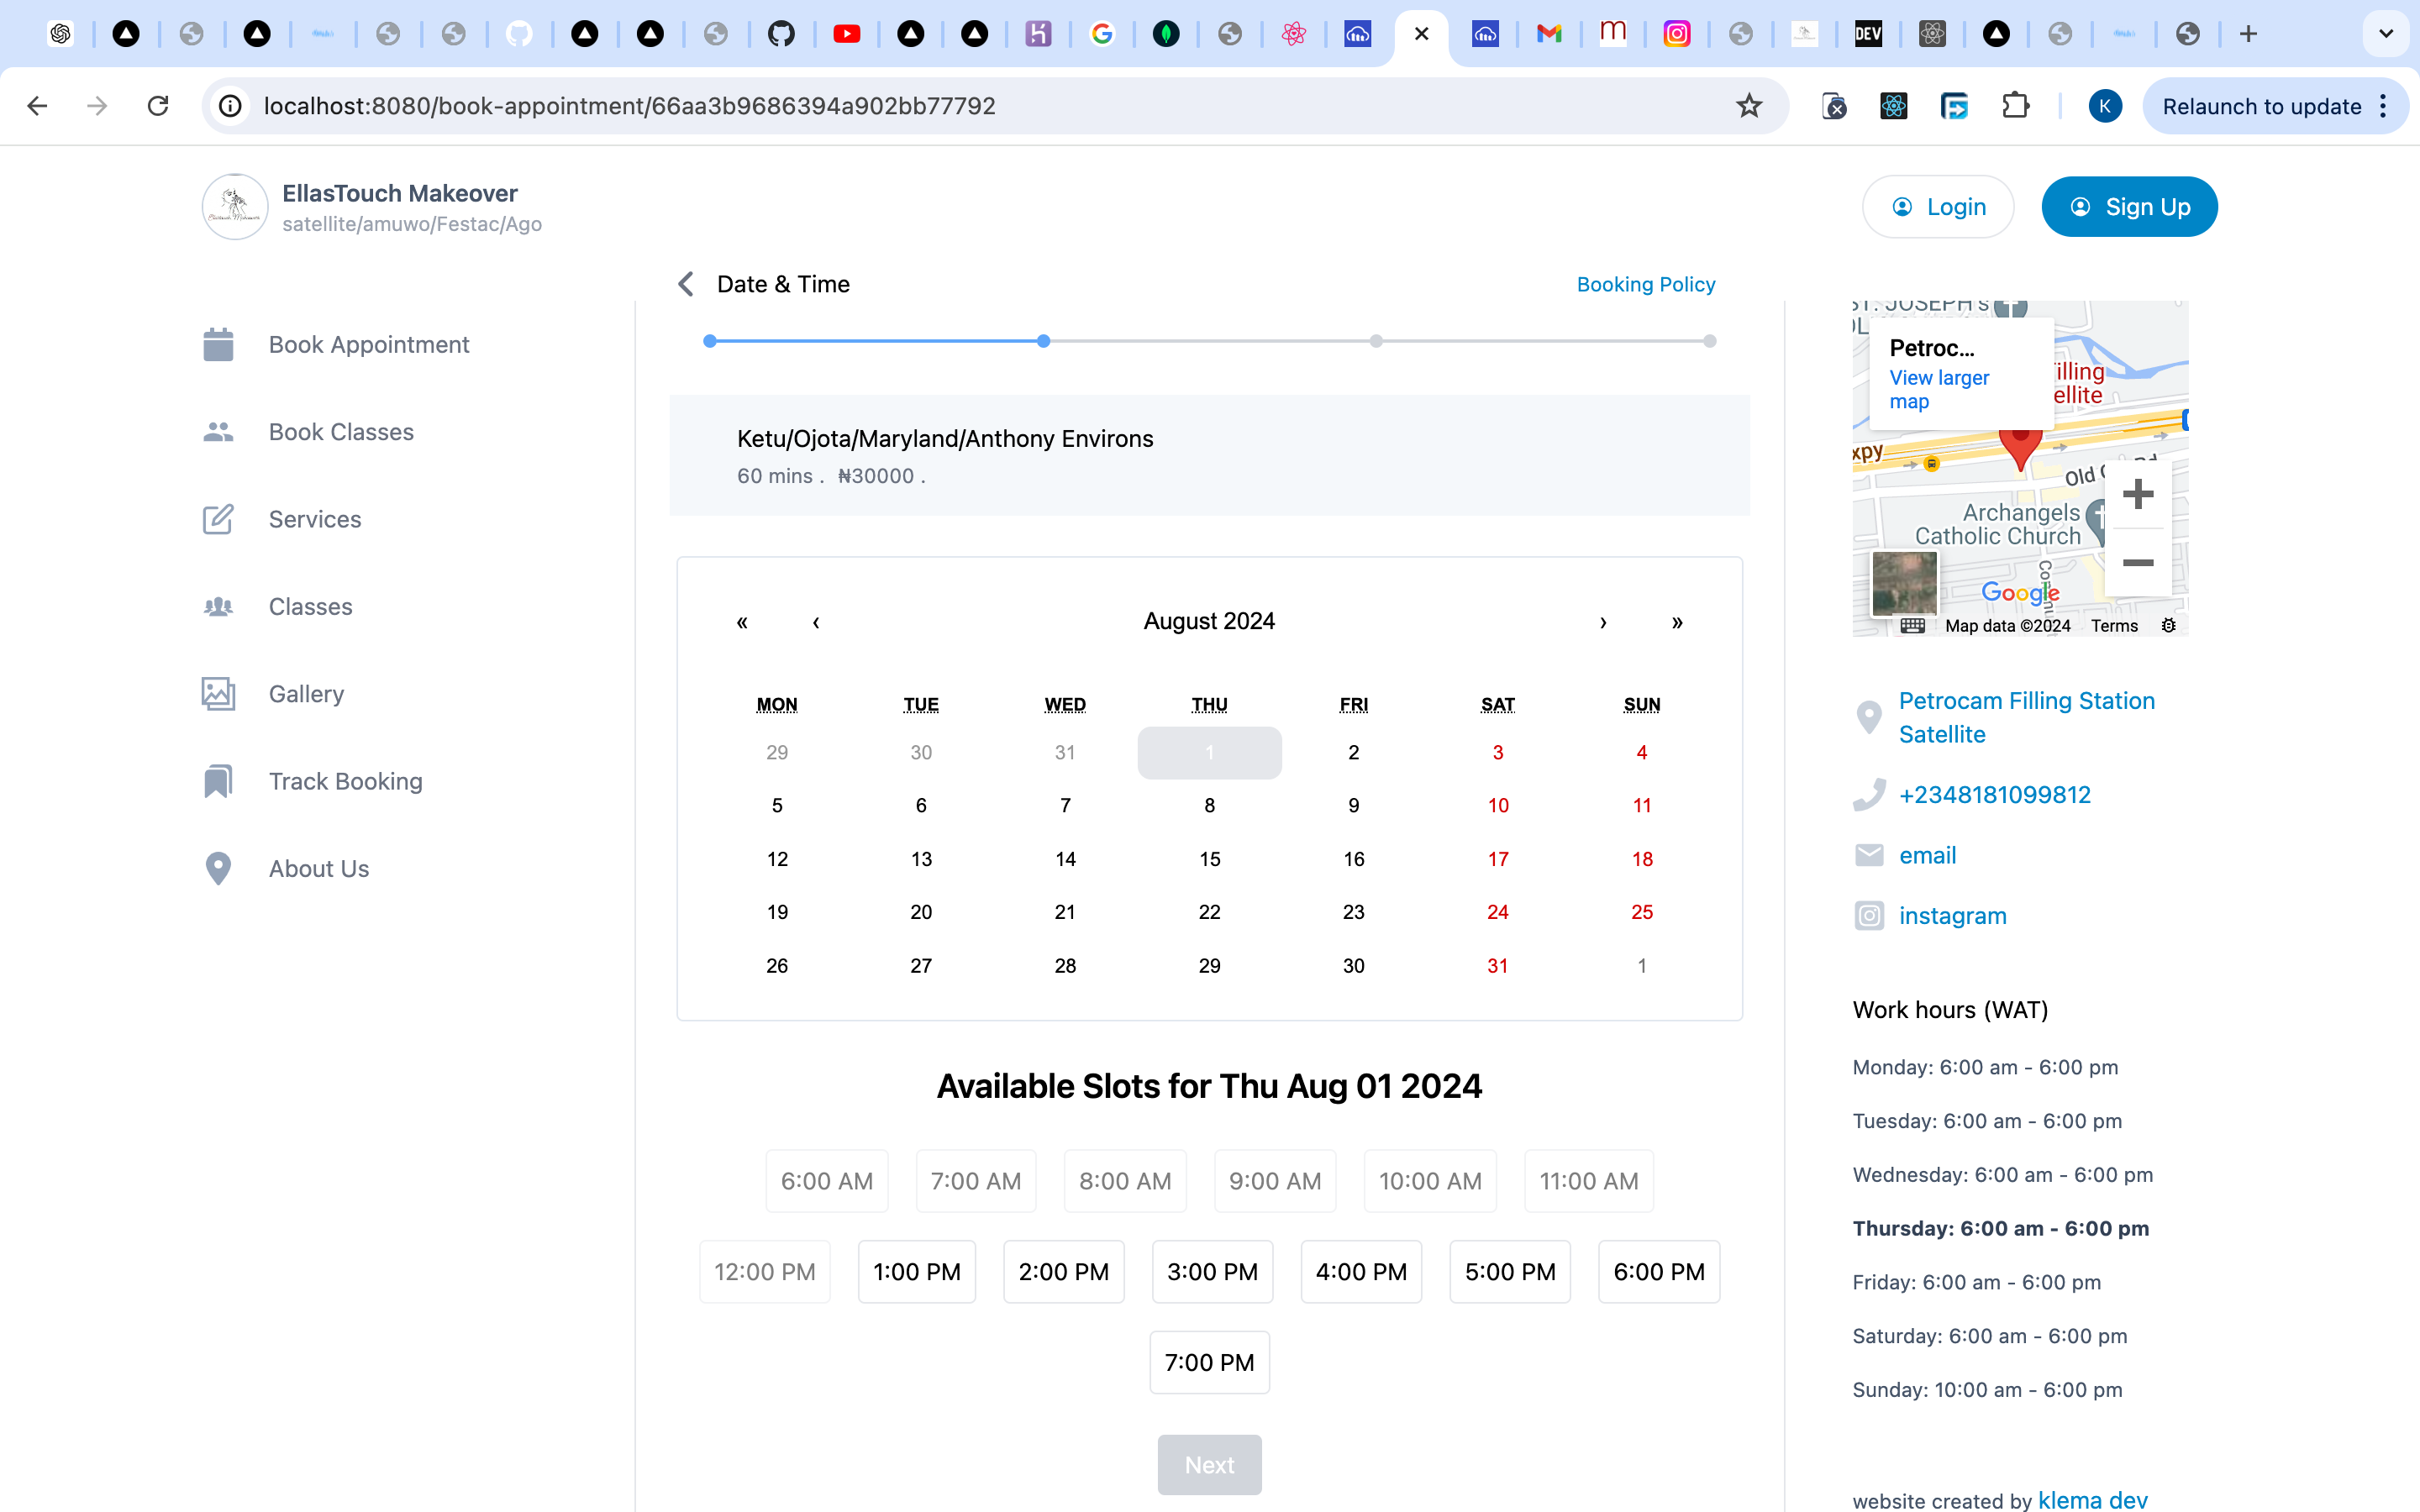 DEV
localhost:8080/book-appointment/66aa3b9686394a902bb77792
K
Relaunch to update
EllasTouch Makeover
satellite/amuwo/Festac/Ago
Login
Sign Up
Date & Time
Booking Policy
Book Appointment
Book Classes
Services
Classes
Gallery
Track Booking
About Us
Ketu/Ojota/Maryland/Anthony Environs
60 mins . ₦30000 .
« ‹ August 2024 › »
MON TUE WED THU FRI SAT SUN
29 30 31 1 2 3 4
5 6 7 8 9 10 11
12 13 14 15 16 17 18
19 20 21 22 23 24 25
26 27 28 29 30 31 1
Available Slots for Thu Aug 01 2024
6:00 AM 7:00 AM 8:00 AM 9:00 AM 10:00 AM 11:00 AM
12:00 PM 1:00 PM 2:00 PM 3:00 PM 4:00 PM 5:00 PM 6:00 PM
7:00 PM
Next
ST. JOSEPH'S
Petroc...
View larger
map
illing
ellite
xpy
Old
Archangels
Catholic Church
Google
Map data ©2024 Terms
Petrocam Filling Station
Satellite
+2348181099812
email
instagram
Work hours (WAT)
Monday: 6:00 am - 6:00 pm
Tuesday: 6:00 am - 6:00 pm
Wednesday: 6:00 am - 6:00 pm
Thursday: 6:00 am - 6:00 pm
Friday: 6:00 am - 6:00 pm
Saturday: 6:00 am - 6:00 pm
Sunday: 10:00 am - 6:00 pm
website created by klema dev